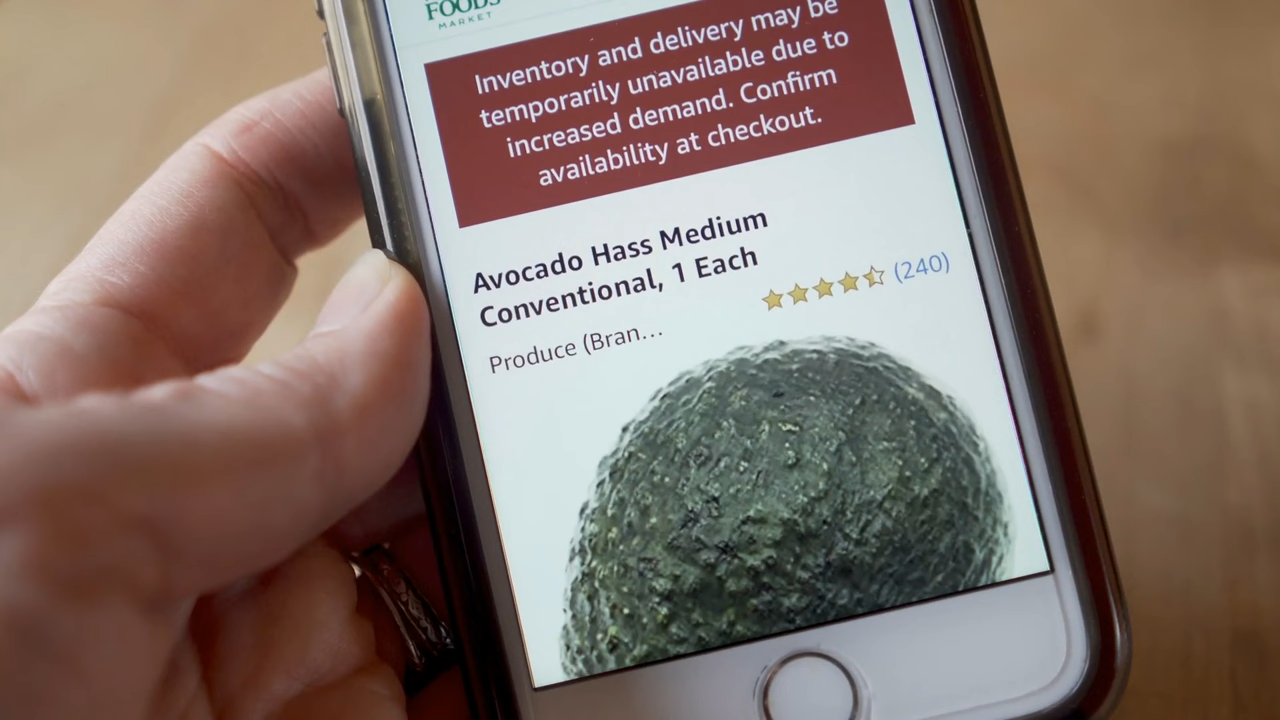 FOODS
MARKET
Inventory and delivery may be
temporarily unavailable due to
increased demand. Confirm
availability at checkout.
Avocado Hass Medium
Conventional, 1 Each
(240)
Produce (Bran...